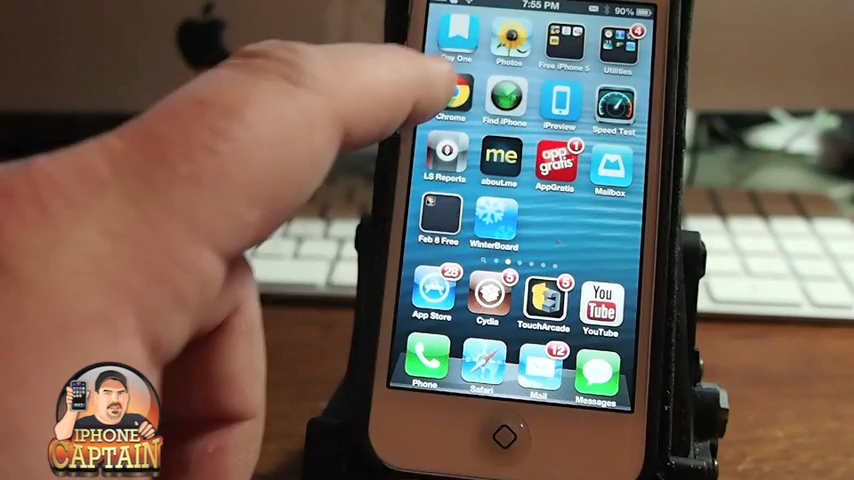 7:55 PM
90%
4
Day One
Photos
Free iPhone 5
Utilities
Chrome
Find iPhone
iPreview
Speed Test
me
app
gratis
1
LS Reports
about.me
AppGratis
Mailbox
Feb 8 Free
WinterBoard
28
5
5
You
Tube
App Store
Cydia
TouchArcade
YouTube
12
Phone
Safari
Mail
Messages
IPHONE
CAPTAIN